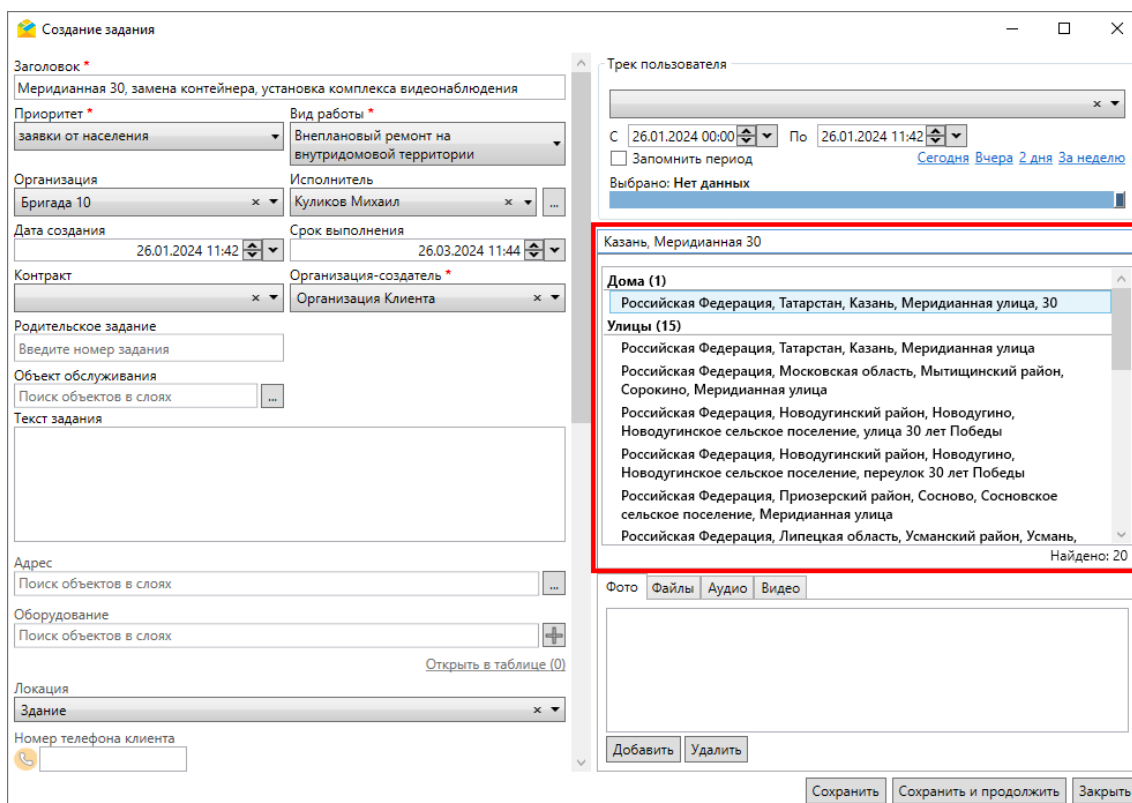 Создание задания
Заголовок *
Меридианная 30, замена контейнера, установка комплекса видеонаблюдения
Приоритет *
Вид работы *
заявки от населения
Внеплановый ремонт на
внутридомовой территории
Организация
Исполнитель
Бригада 10
Куликов Михаил
...
Дата создания
Срок выполнения
26.01.2024 11:42
26.03.2024 11:44
Контракт
Организация-создатель *
Организация Клиента
Родительское задание
Введите номер задания
Объект обслуживания
Поиск объектов в слоях
...
Текст задания
Адрес
Поиск объектов в слоях
...
Оборудование
Поиск объектов в слоях
Открыть в таблице (0)
Локация
Здание
Номер телефона клиента
Трек пользователя
С 26.01.2024 00:00 По 26.01.2024 11:42
Запомнить период
Сегодня Вчера 2 дня За неделю
Выбрано: Нет данных
Казань, Меридианная 30
Дома (1)
Российская Федерация, Татарстан, Казань, Меридианная улица, 30
Улицы (15)
Российская Федерация, Татарстан, Казань, Меридианная улица
Российская Федерация, Московская область, Мытищинский район,
Сорокино, Меридианная улица
Российская Федерация, Новодугинский район, Новодугино,
Новодугинское сельское поселение, улица 30 лет Победы
Российская Федерация, Новодугинский район, Новодугино,
Новодугинское сельское поселение, переулок 30 лет Победы
Российская Федерация, Приозерский район, Сосново, Сосновское
сельское поселение, Меридианная улица
Российская Федерация, Липецкая область, Усманский район, Усмань,
Найдено: 20
Фото Файлы Аудио Видео
Добавить Удалить
Сохранить Сохранить и продолжить Закрыть